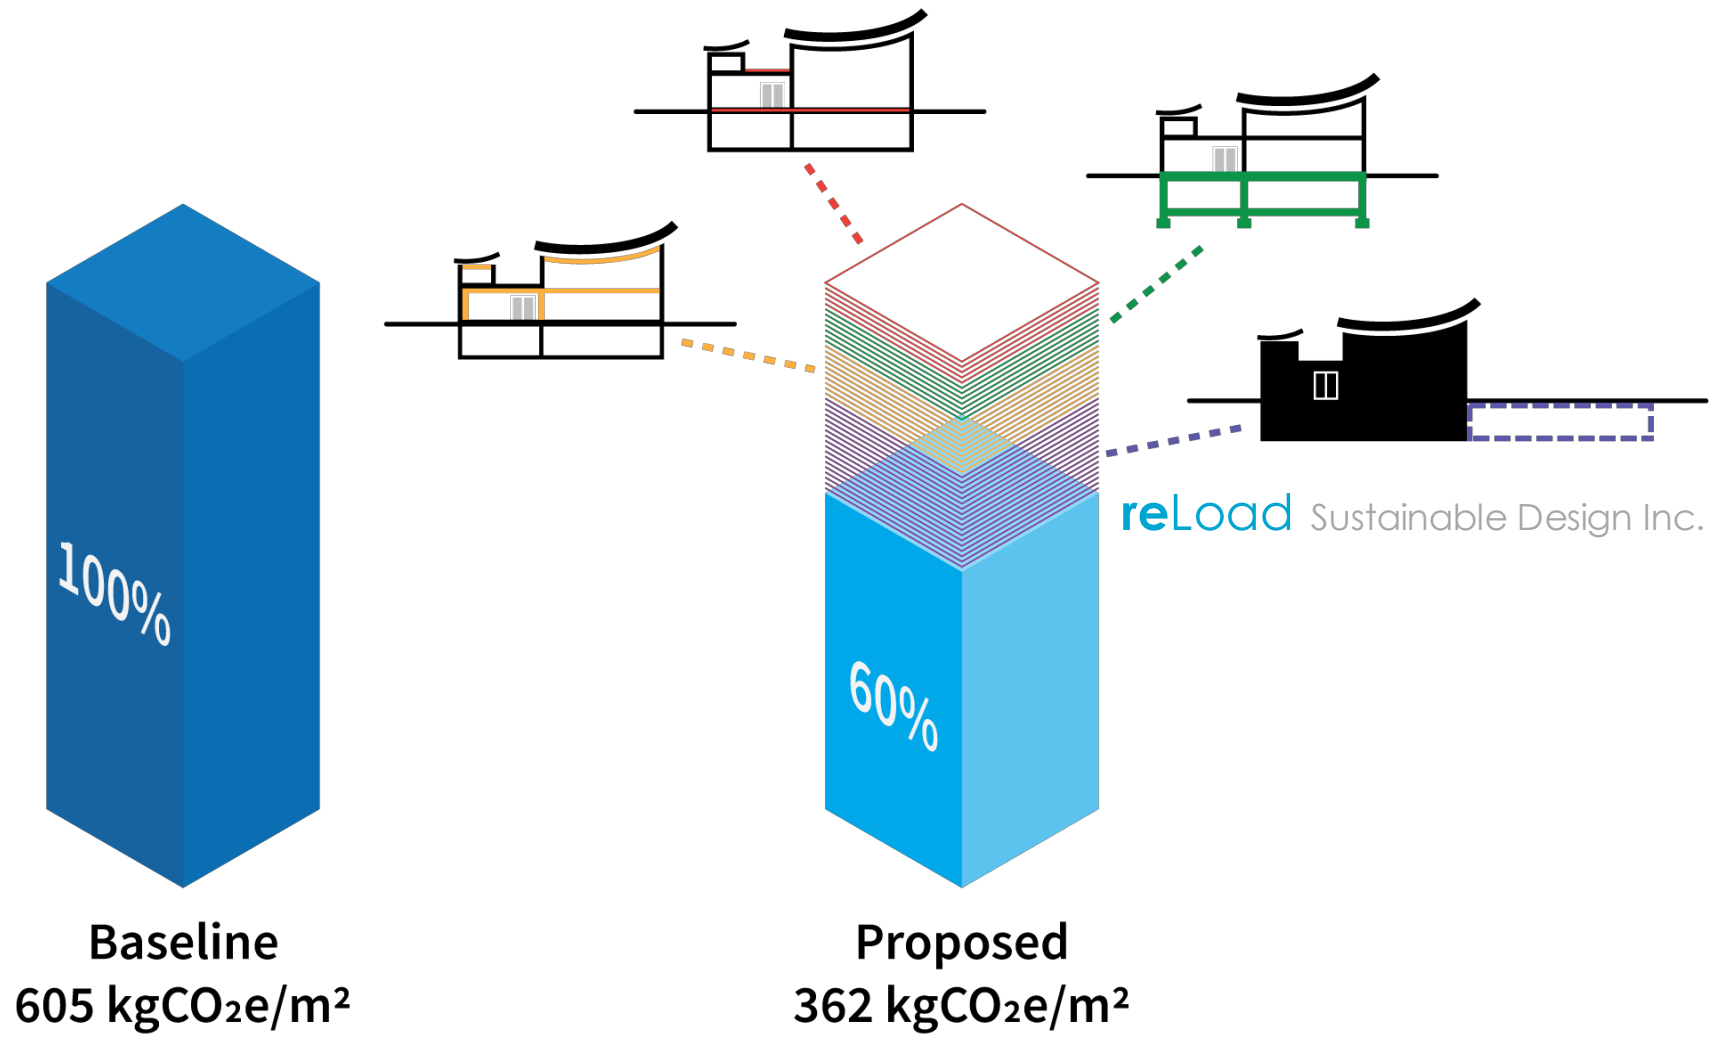 100%
60%
reLoad Sustainable Design Inc.
Baseline
605 kgCO₂e/m²
Proposed
362 kgCO₂e/m²